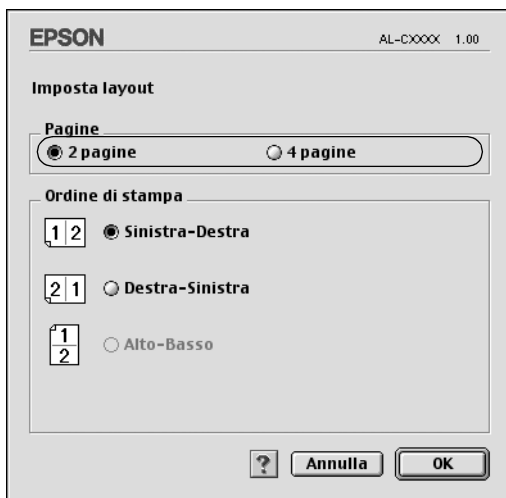 EPSON AL-CXXXX 1.00
Imposta layout
Pagine
2 pagine 4 pagine
Ordine di stampa
1 2 Sinistra-Destra
2 1 Destra-Sinistra
1
2 Alto-Basso
? Annulla OK